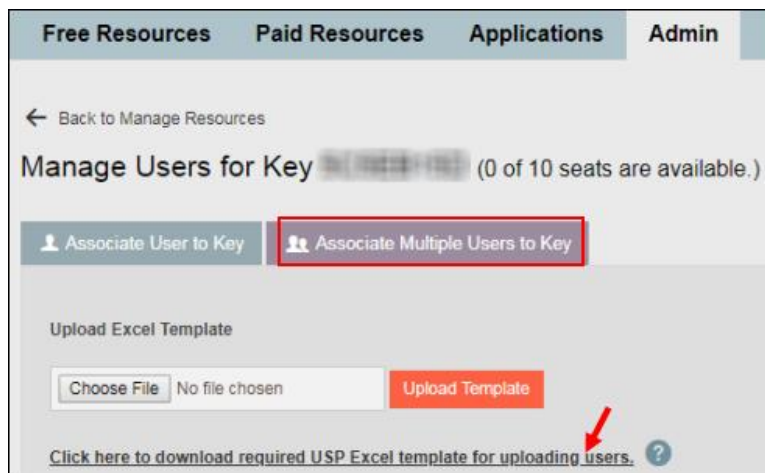 Free Resources Paid Resources Applications Admin
← Back to Manage Resources
Manage Users for Key (0 of 10 seats are available.)
Associate User to Key Associate Multiple Users to Key
Upload Excel Template
Choose File No file chosen Upload Template
Click here to download required USP Excel template for uploading users. ?